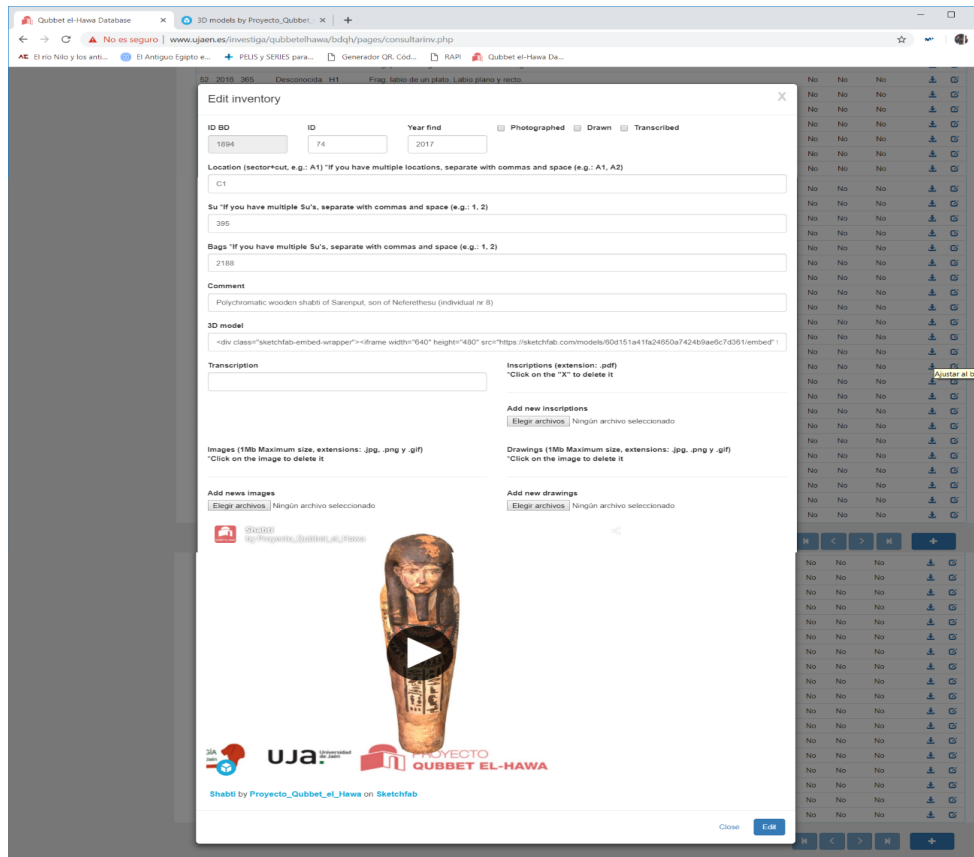 Qubbet el-Hawa Database
3D models by Proyecto_Qubbet_
No es seguro | www.ujaen.es/investiga/qubbetelhawa/bdqh/pages/consultarinv.php
El río Nilo y los anti... El Antiguo Egipto e... PELIS y SERIES para... Generador QR. Cód... RAPI Qubbet el-Hawa Da...
52 2016 365 Desconocida H1 Frag. labio de un plato. Labio plano y recto. No No No
Edit inventory X
ID BD ID Year find Photographed Drawn Transcribed
1894 74 2017
Location (sector+cut, e.g.: A1) *If you have multiple locations, separate with commas and space (e.g.: A1, A2)
C1
Su *If you have multiple Su's, separate with commas and space (e.g.: 1, 2)
395
Bags *If you have multiple Su's, separate with commas and space (e.g.: 1, 2)
2188
Comment
Polychromatic wooden shabti of Sarenput, son of Neferethesu (individual nr 8)
3D model
<div class="sketchfab-embed-wrapper"><iframe width="640" height="480" src="https://sketchfab.com/models/60d151a41fa24650a7424b9ae6c7d361/embed"
Transcription Inscriptions (extension: .pdf)
*Click on the "X" to delete it
Ajustar al b
Add new inscriptions
Elegir archivos Ningún archivo seleccionado
Images (1Mb Maximum size, extensions: .jpg, .png y .gif) Drawings (1Mb Maximum size, extensions: .jpg, .png y .gif)
*Click on the image to delete it *Click on the image to delete it
Add news images Add new drawings
Elegir archivos Ningún archivo seleccionado Elegir archivos Ningún archivo seleccionado
Shabti
by Proyecto_Qubbet_el_Hawa
UJa. Universidad de Jaén
PROYECTO
QUBBET EL-HAWA
Shabti by Proyecto_Qubbet_el_Hawa on Sketchfab
Close Edit